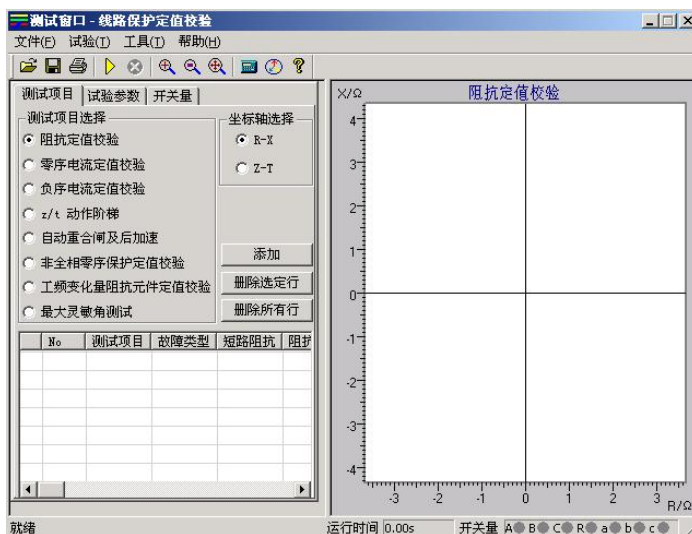 测试窗口 - 线路保护定值校验
文件(F) 试验(T) 工具(T) 帮助(H)
测试项目 试验参数 开关量
测试项目选择
阻抗定值校验
零序电流定值校验
负序电流定值校验
z/t 动作阶梯
自动重合闸及后加速
非全相零序保护定值校验
工频变化量阻抗元件定值校验
最大灵敏角测试
坐标轴选择
R-X
Z-T
添加
删除选定行
删除所有行
No 测试项目 故障类型 短路阻抗 阻抗
X/Ω 阻抗定值校验
4
3
2
1
0
-1
-2
-3
-4
-3 -2 -1 0 1 2 3
R/Ω
就绪 运行时间 0.00s 开关量 A B C R a b c